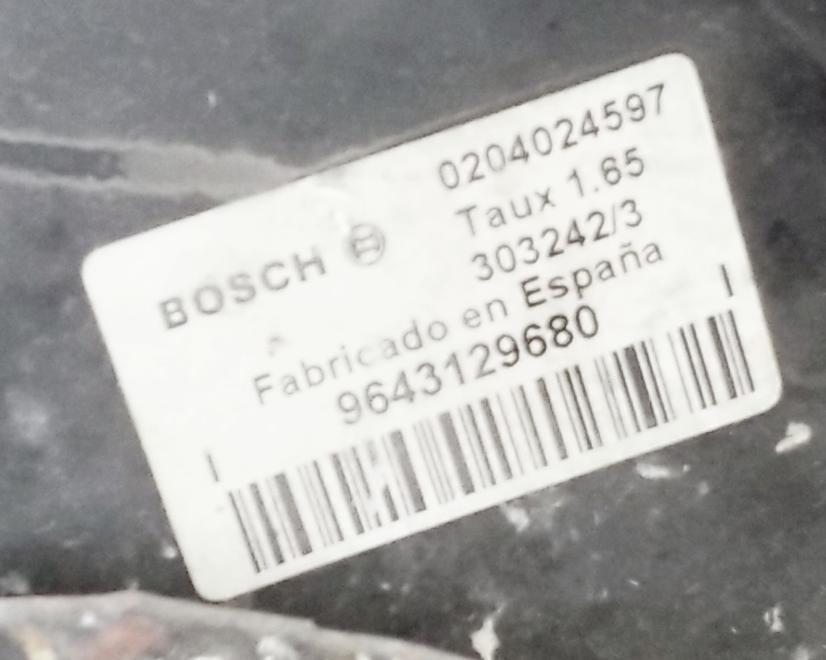 0204024597
Taux 1.65
BOSCH
303242/3
Fabricado en España
9643129680